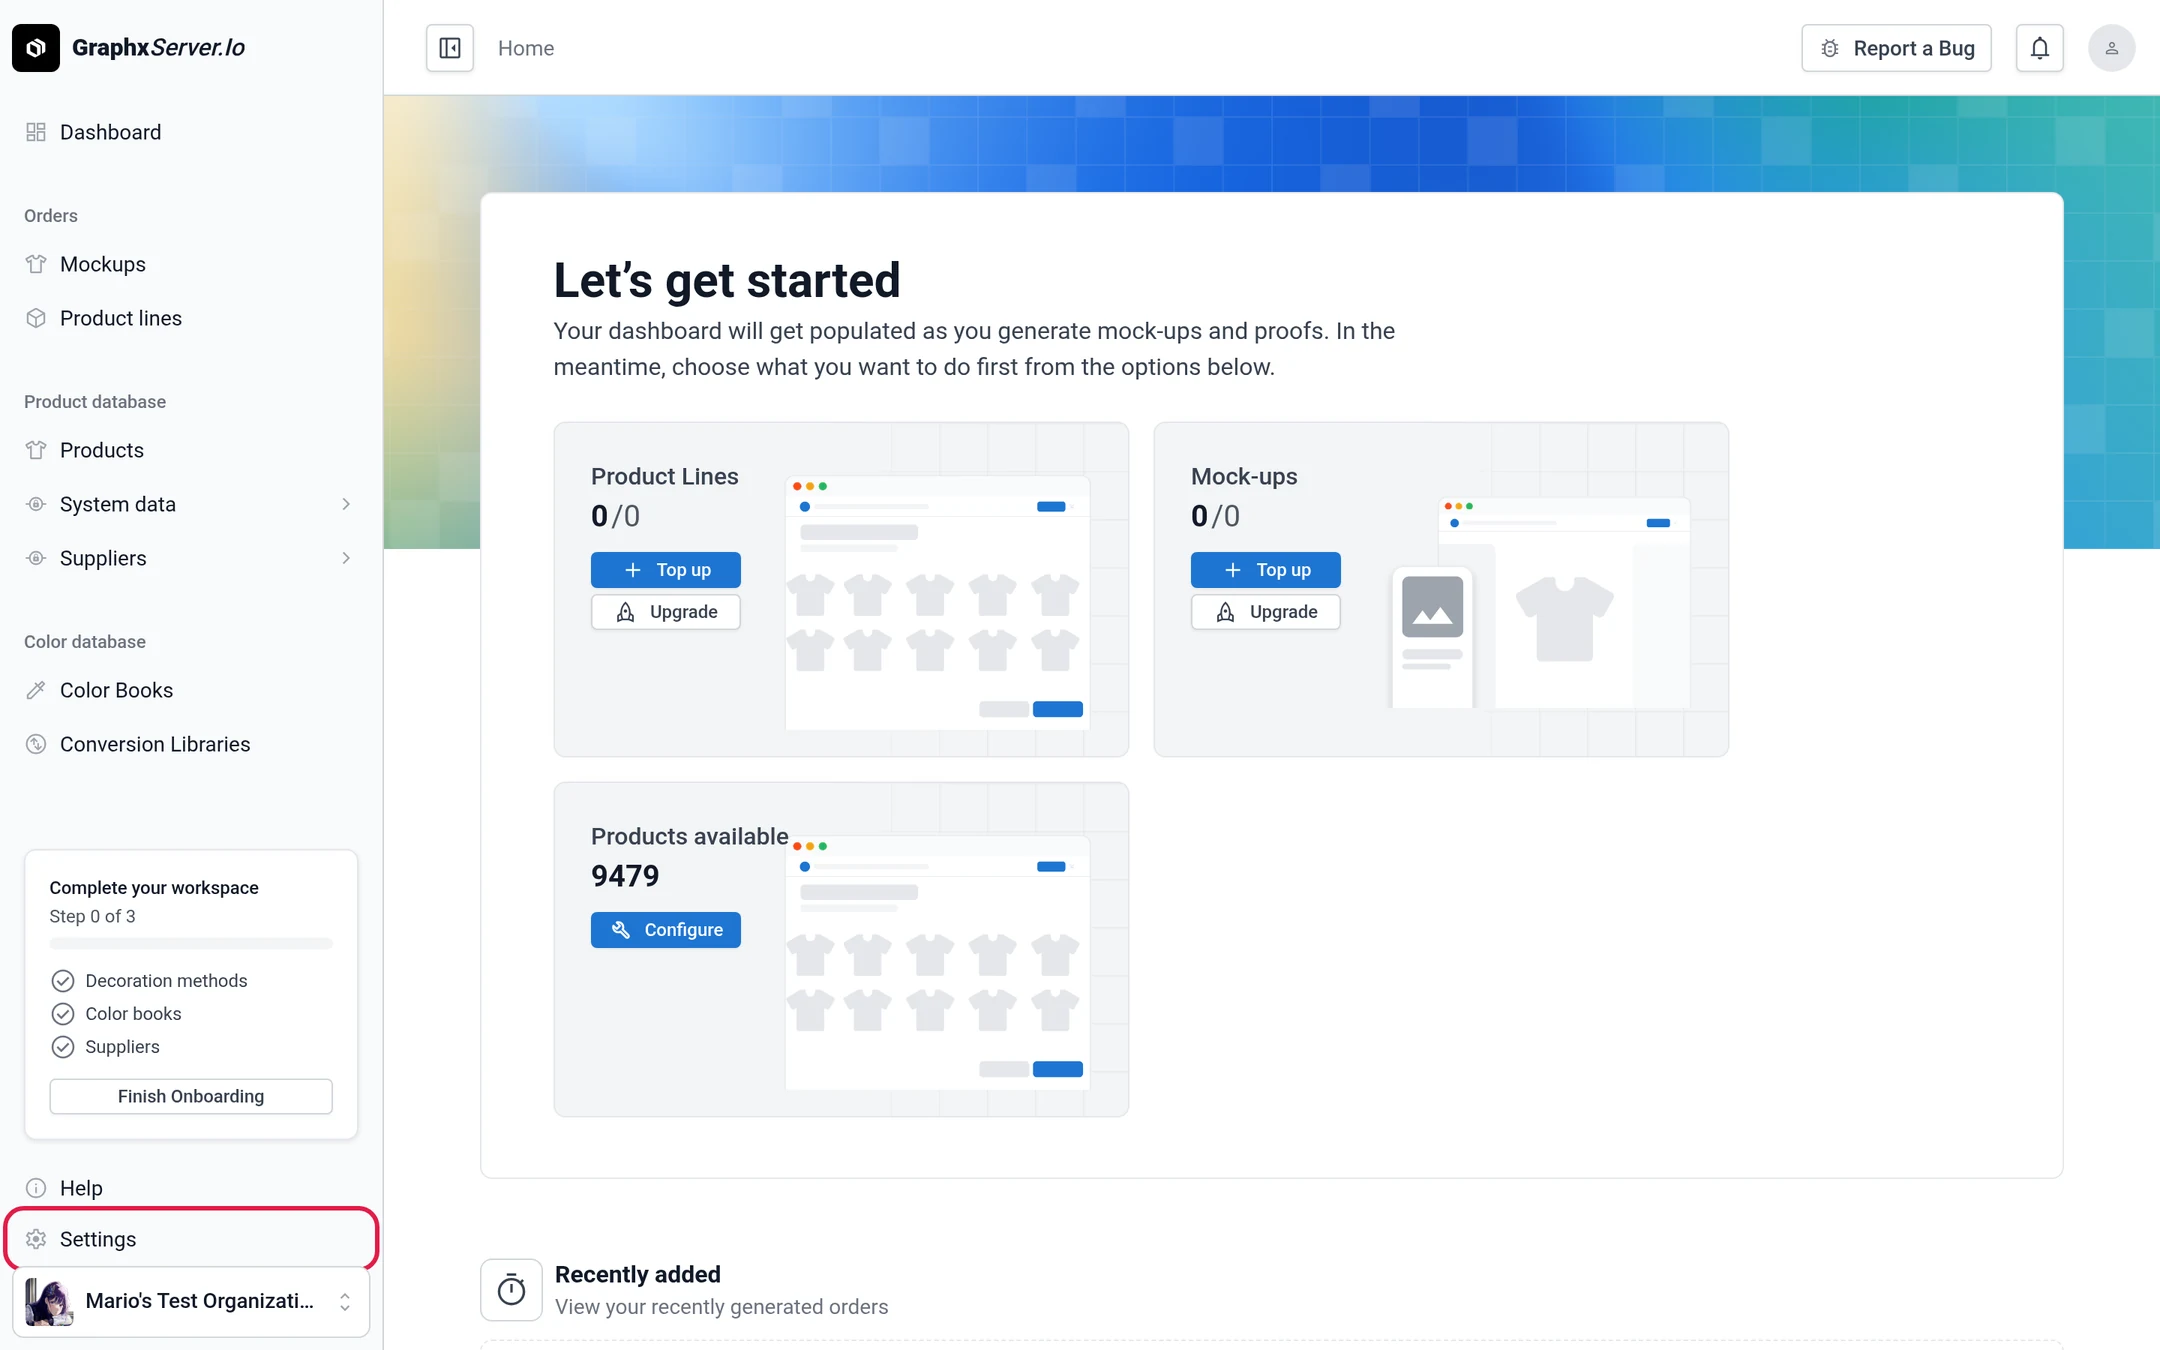 GraphxServer.Io
Home
Report a Bug
Dashboard
Orders
Mockups
Product lines
Product database
Products
System data
Suppliers
Color database
Color Books
Conversion Libraries
Complete your workspace
Step 0 of 3
Decoration methods
Color books
Suppliers
Finish Onboarding
Help
Settings
Mario's Test Organizati...
Let’s get started
Your dashboard will get populated as you generate mock-ups and proofs. In the
meantime, choose what you want to do first from the options below.
Product Lines
0/0
Top up
Upgrade
Mock-ups
0/0
Top up
Upgrade
Products available
9479
Configure
Recently added
View your recently generated orders